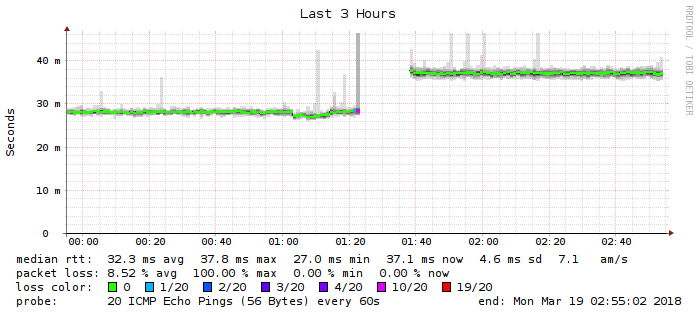 Last 3 Hours
RRDTOOL / TOBI OETIKER
Seconds
40 m
30 m
20 m
10 m
0
00:00 00:20 00:40 01:00 01:20 01:40 02:00 02:20 02:40
median rtt: 32.3 ms avg 37.8 ms max 27.0 ms min 37.1 ms now 4.6 ms sd 7.1 am/s
packet loss: 8.52 % avg 100.00 % max 0.00 % min 0.00 % now
loss color: 0 1/20 2/20 3/20 4/20 10/20 19/20
probe: 20 ICMP Echo Pings (56 Bytes) every 60s end: Mon Mar 19 02:55:02 2018